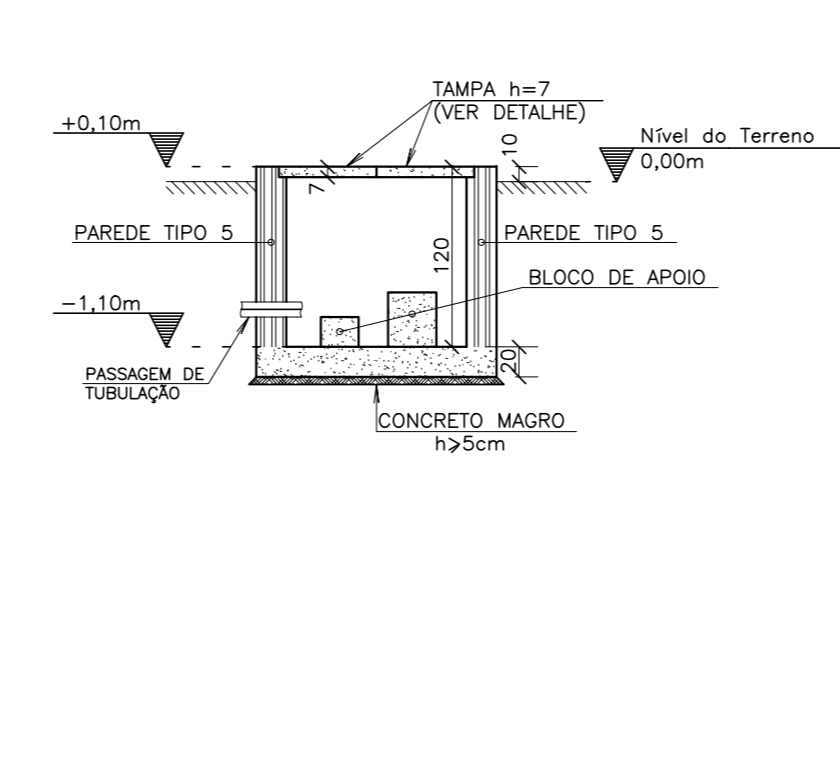 TAMPA h=7
(VER DETALHE)
+0,10m
10
Nível do Terreno
0,00m
7
PAREDE TIPO 5
120
PAREDE TIPO 5
BLOCO DE APOIO
-1,10m
20
PASSAGEM DE
TUBULAÇÃO
CONCRETO MAGRO
h⩾5cm